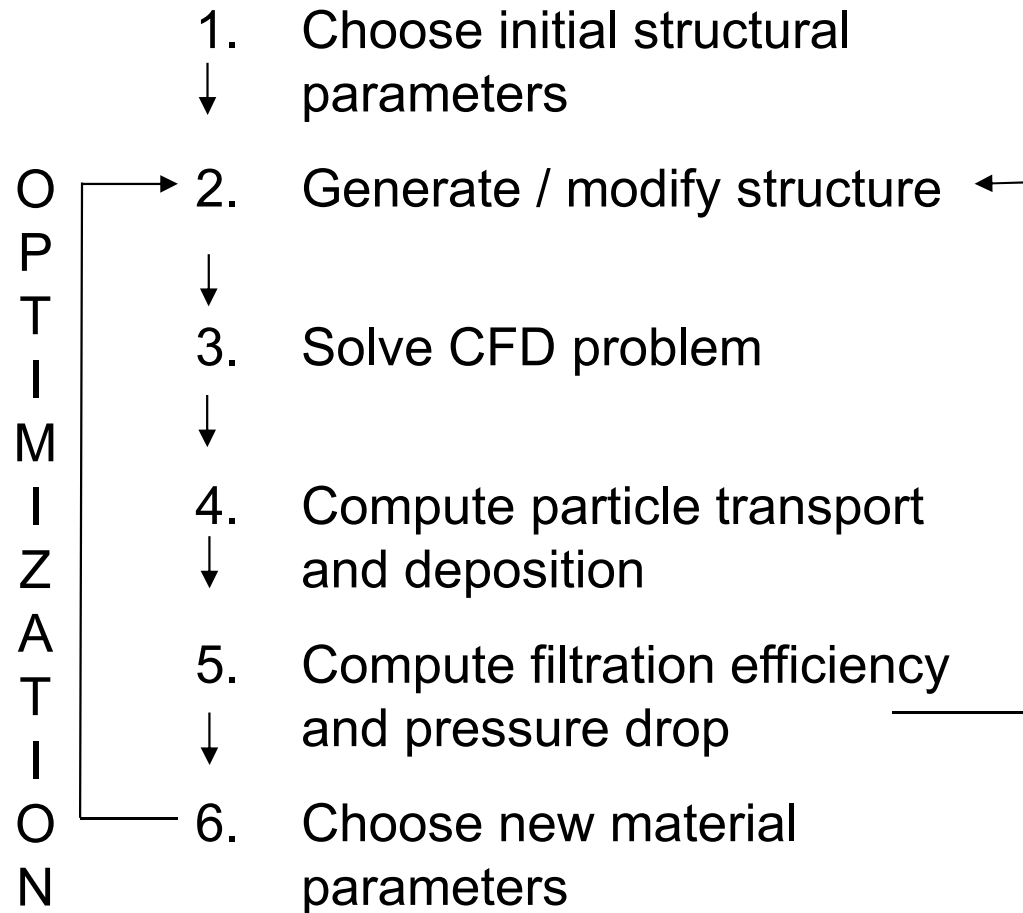 1. Choose initial structural
parameters
2. Generate / modify structure
3. Solve CFD problem
4. Compute particle transport
and deposition
5. Compute filtration efficiency
and pressure drop
6. Choose new material
parameters
OPTIMIZATION